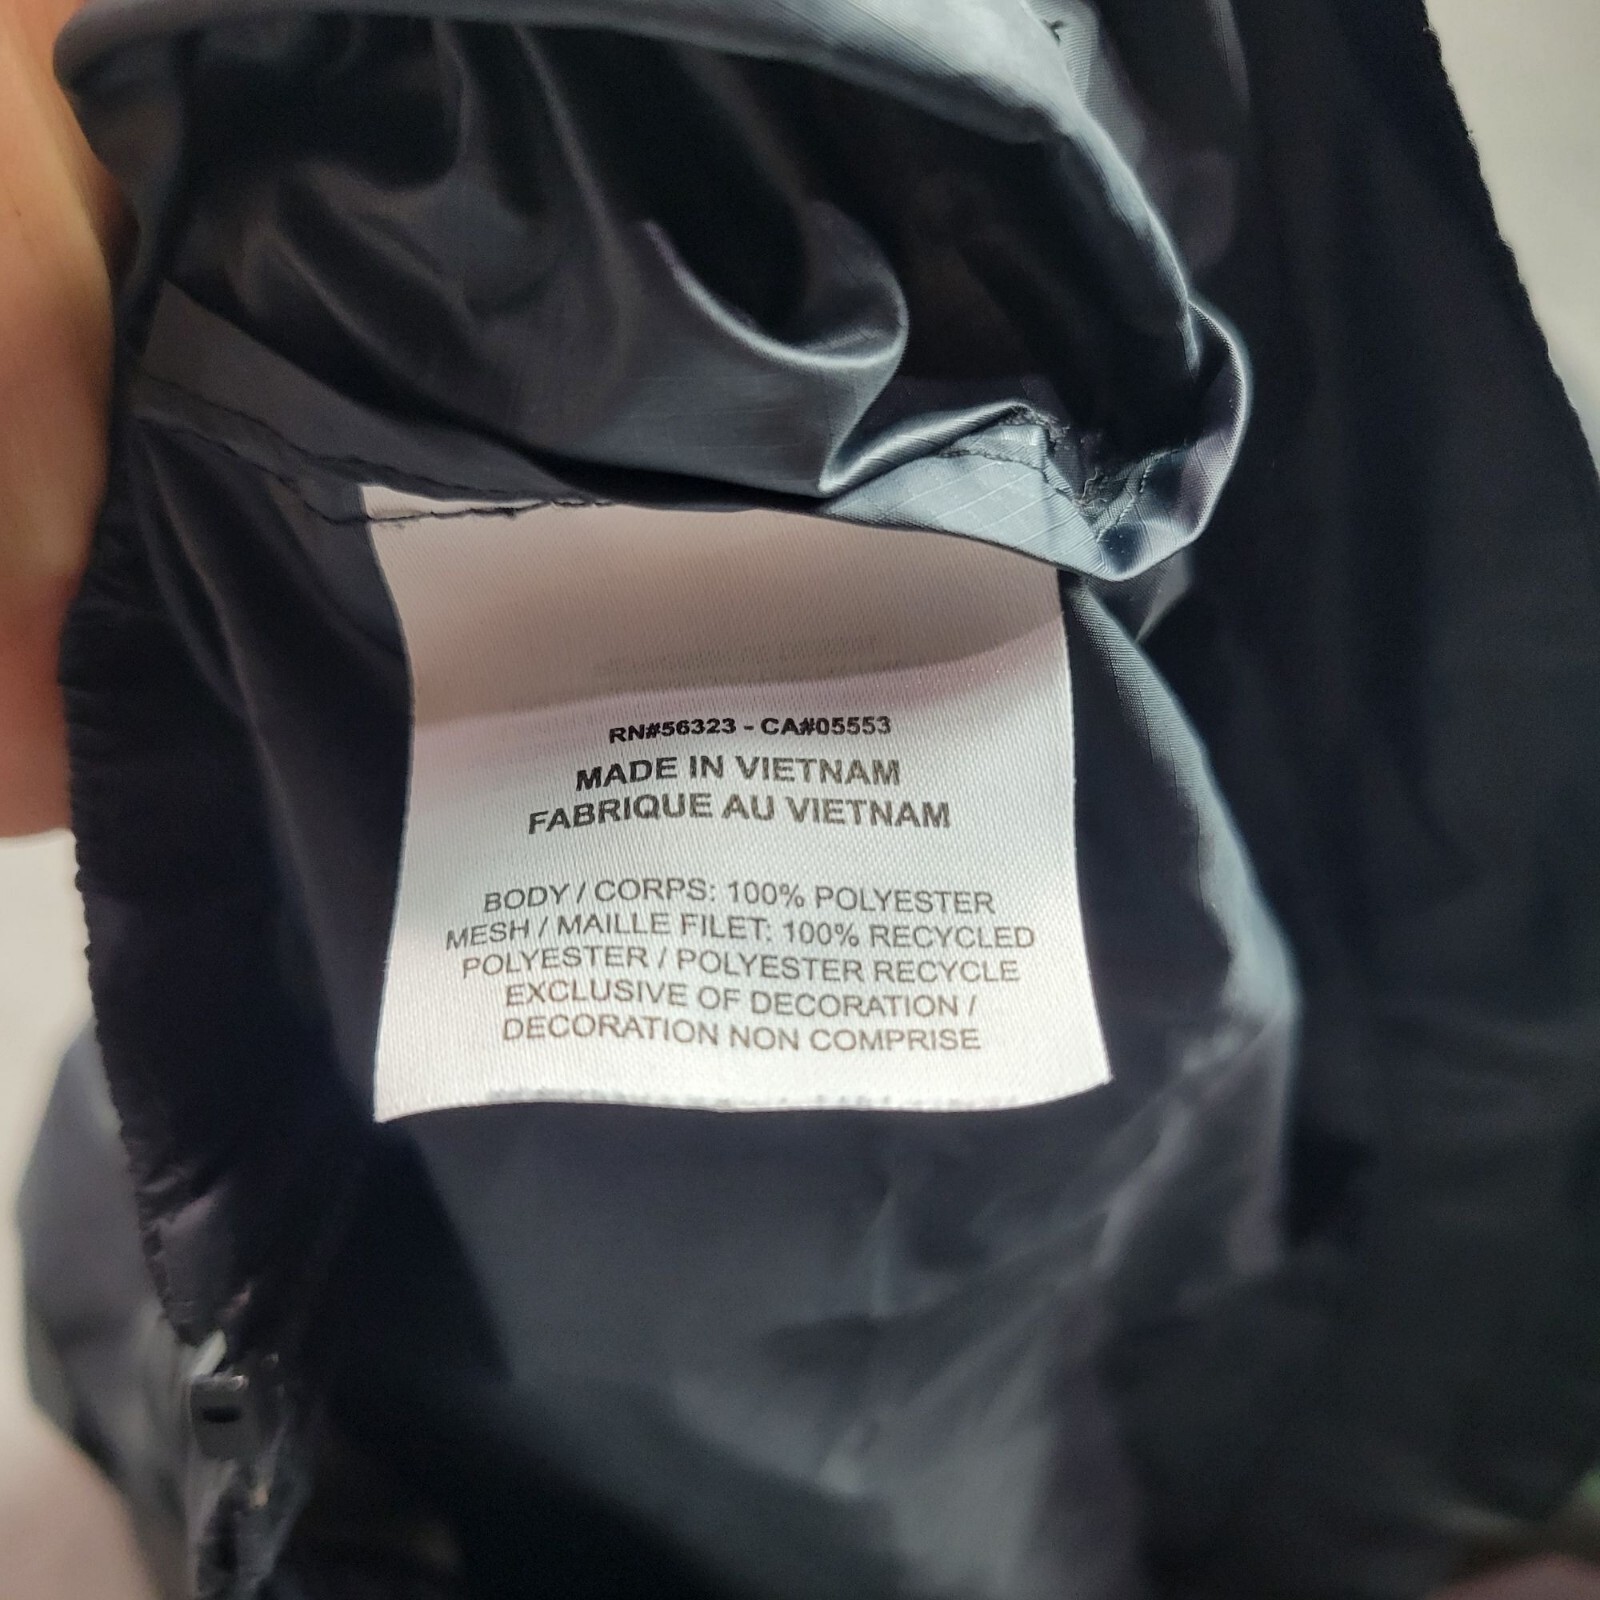 RN#56323 - CA#05553
MADE IN VIETNAM
FABRIQUE AU VIETNAM
BODY / CORPS: 100% POLYESTER
MESH / MAILLE FILET: 100% RECYCLED
POLYESTER / POLYESTER RECYCLE
EXCLUSIVE OF DECORATION /
DECORATION NON COMPRISE